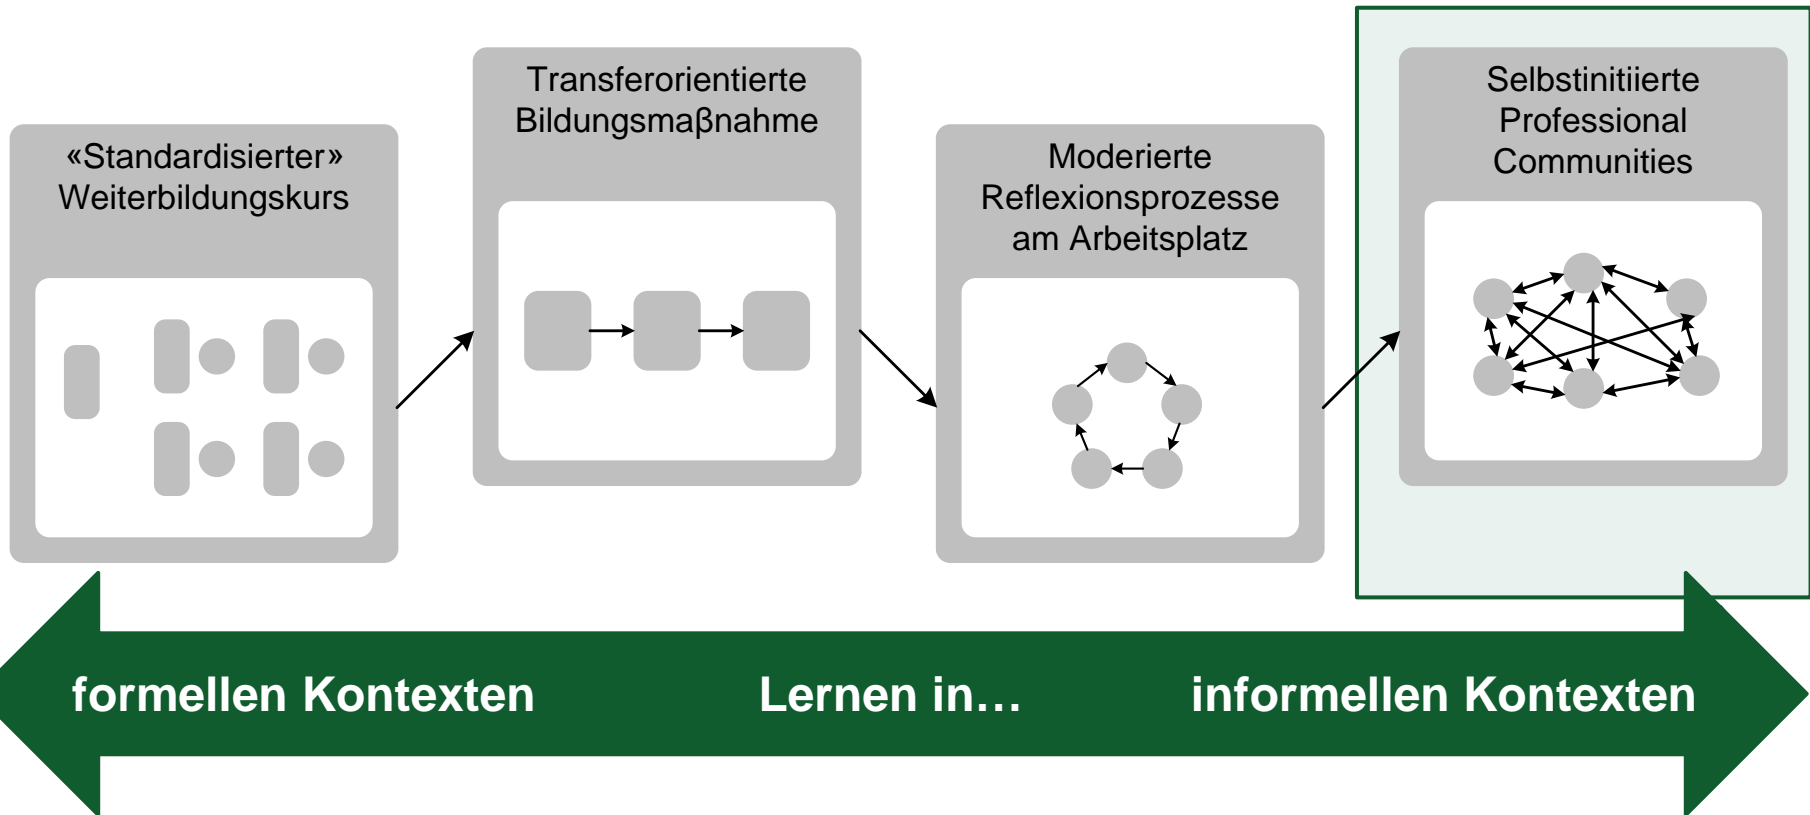 «Standardisierter»
Weiterbildungskurs
Transferorientierte
Bildungsmaβnahme
Moderierte
Reflexionsprozesse
am Arbeitsplatz
Selbstinitiierte
Professional
Communities
formellen Kontexten
Lernen in…
informellen Kontexten